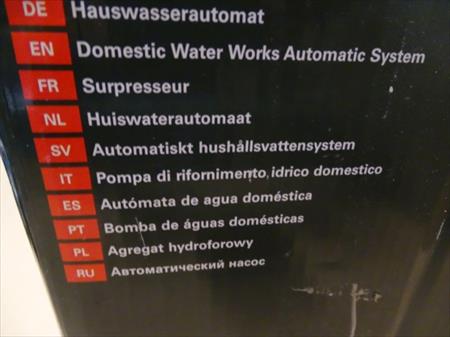 DE Hauswasserautomat
EN Domestic Water Works Automatic System
FR Surpresseur
NL Huiswaterautomaat
SV Automatiskt hushållsvattensystem
IT Pompa di rifornimento idrico domestico
ES Autómata de agua doméstica
PT Bomba de águas domésticas
PL Agregat hydroforowy
RU Автоматический насос